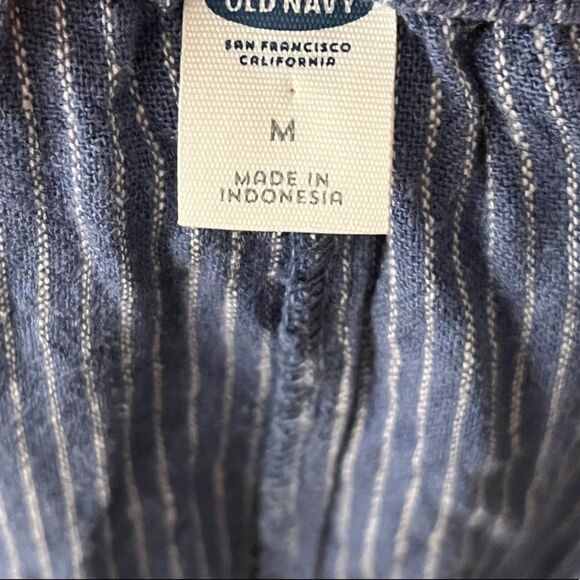 OLD NAVY
SAN FRANCISCO
CALIFORNIA
M
MADE IN
INDONESIA